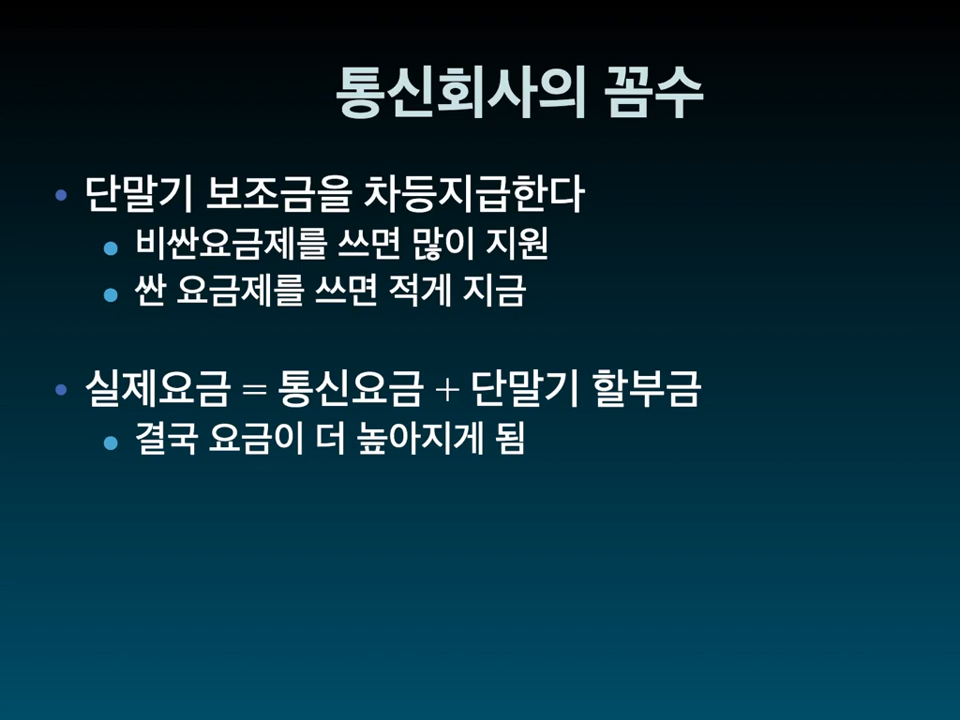 통신회사의 꼼수
• 단말기 보조금을 차등지급한다
• 비싼요금제를 쓰면 많이 지원
• 싼 요금제를 쓰면 적게 지금
• 실제요금 = 통신요금 + 단말기 할부금
• 결국 요금이 더 높아지게 됨